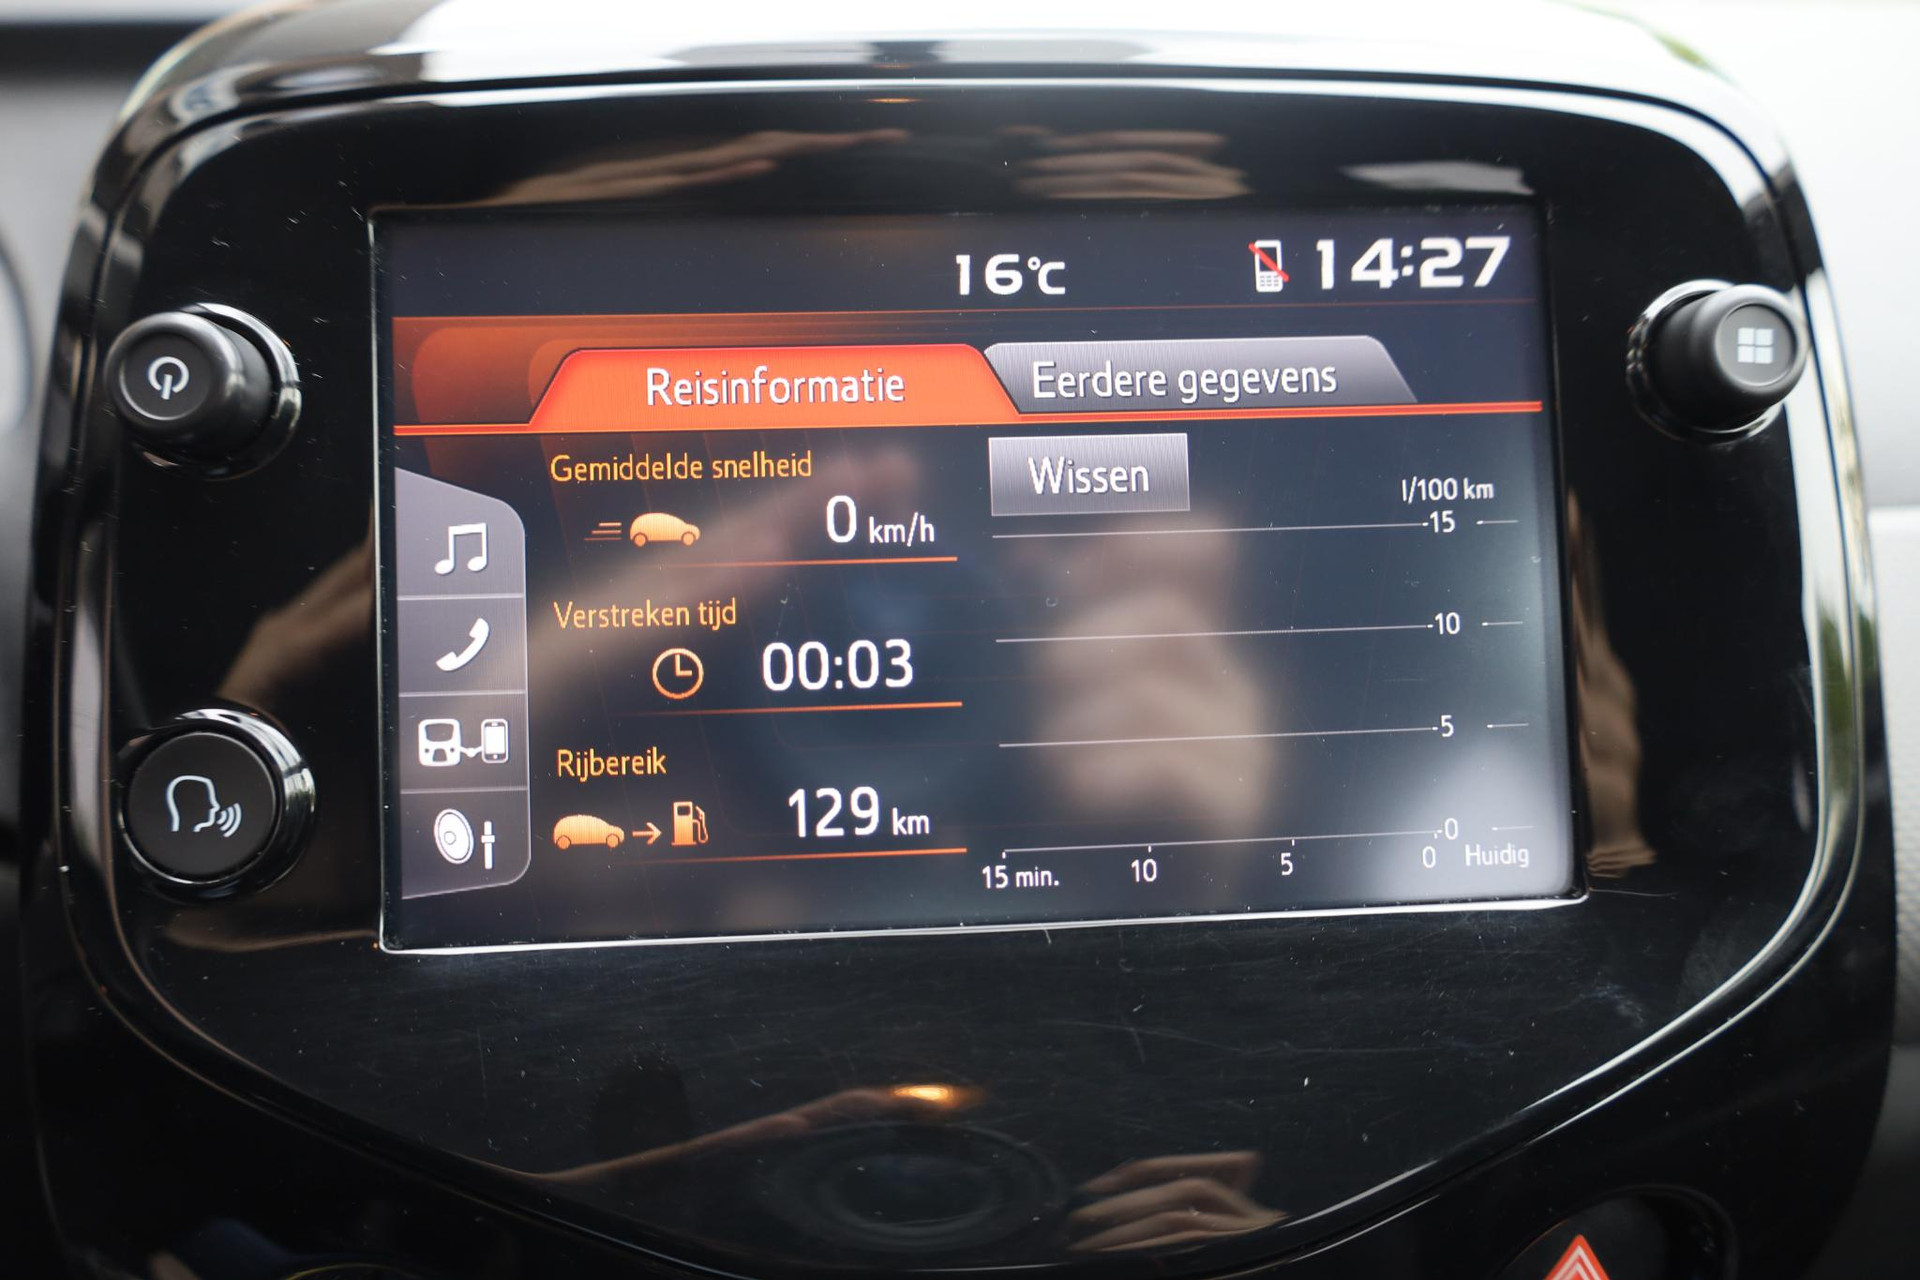 16°C 14:27
Reisinformatie Eerdere gegevens
Gemiddelde snelheid
0 km/h
Verstreken tijd
00:03
Rijbereik
129 km
Wissen
l/100 km
15
10
5
0
15 min. 10 5 0 Huidig